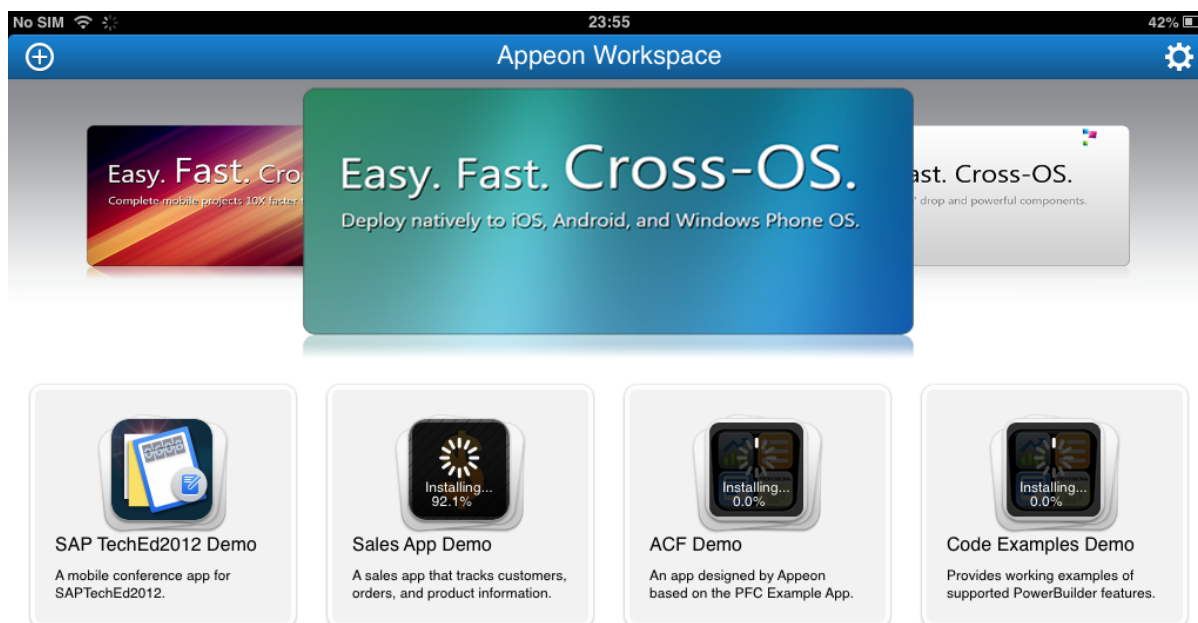 No SIM 23:55 42%
Appeon Workspace
Easy. Fast. Cro
Complete mobile projects 10X faster
Easy. Fast. Cross-OS.
Deploy natively to iOS, Android, and Windows Phone OS.
ast. Cross-OS.
drop and powerful components.
Installing...
92.1%
Installing...
0.0%
Installing...
0.0%
SAP TechEd2012 Demo
A mobile conference app for
SAPTechEd2012.
Sales App Demo
A sales app that tracks customers,
orders, and product information.
ACF Demo
An app designed by Appeon
based on the PFC Example App.
Code Examples Demo
Provides working examples of
supported PowerBuilder features.